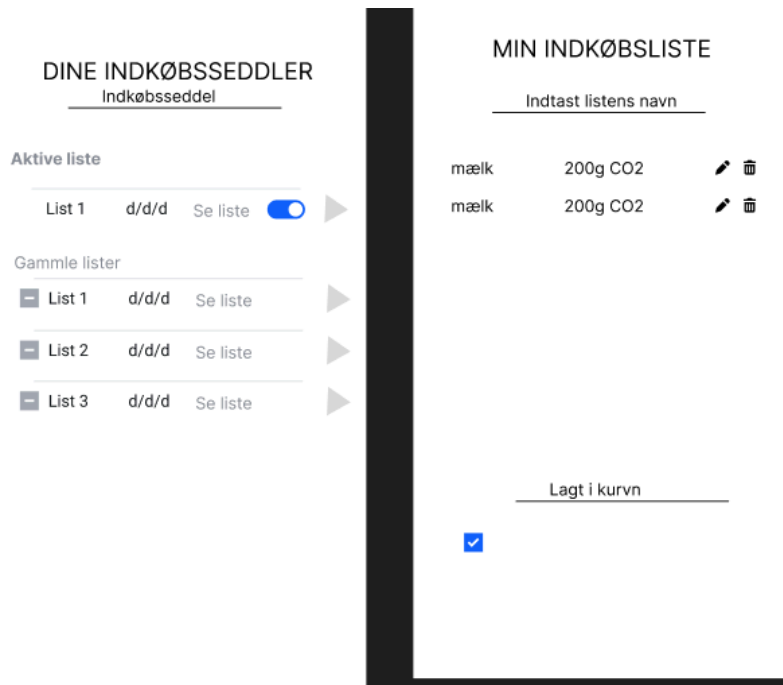 DINE INDKØBSSEDDLER
Indkøbsseddel
Aktive liste
List 1 d/d/d Se liste
Gammle lister
List 1 d/d/d Se liste
List 2 d/d/d Se liste
List 3 d/d/d Se liste
MIN INDKØBSLISTE
Indtast listens navn
mælk 200g CO2
mælk 200g CO2
Lagt i kurvn